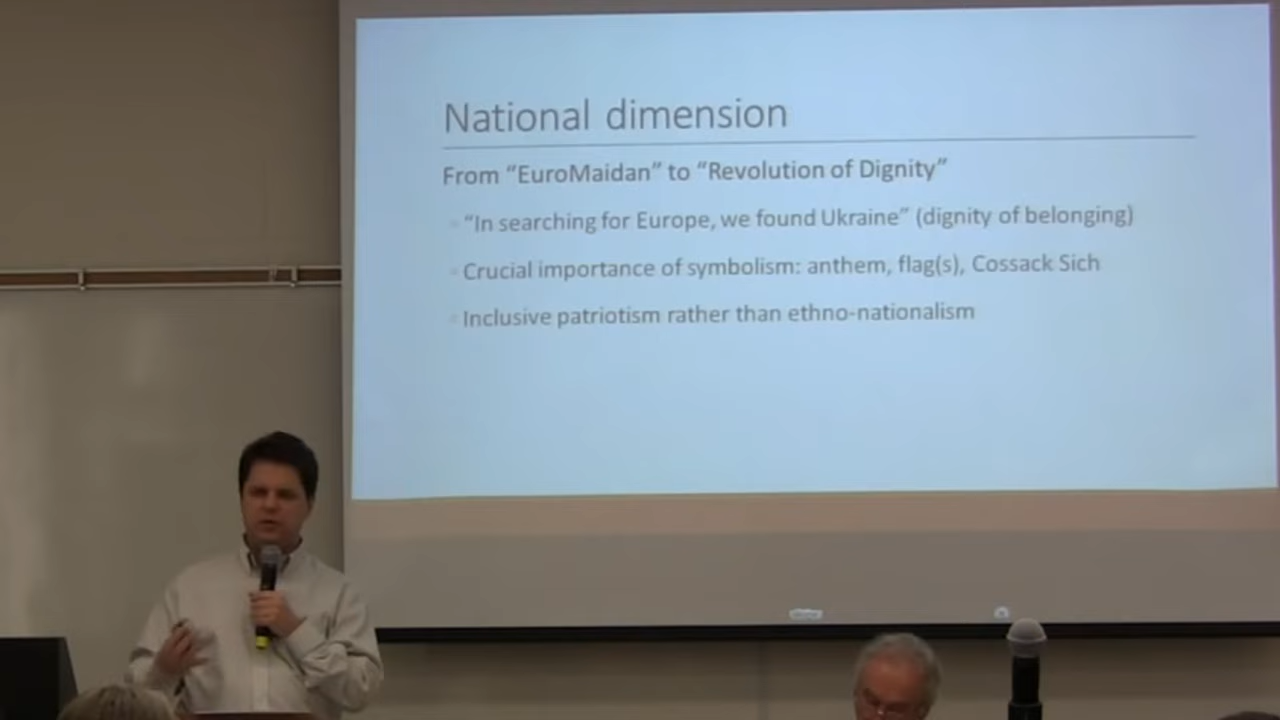 National dimension
From “EuroMaidan” to “Revolution of Dignity”
“In searching for Europe, we found Ukraine” (dignity of belonging)
Crucial importance of symbolism: anthem, flag(s), Cossack Sich
Inclusive patriotism rather than ethno-nationalism